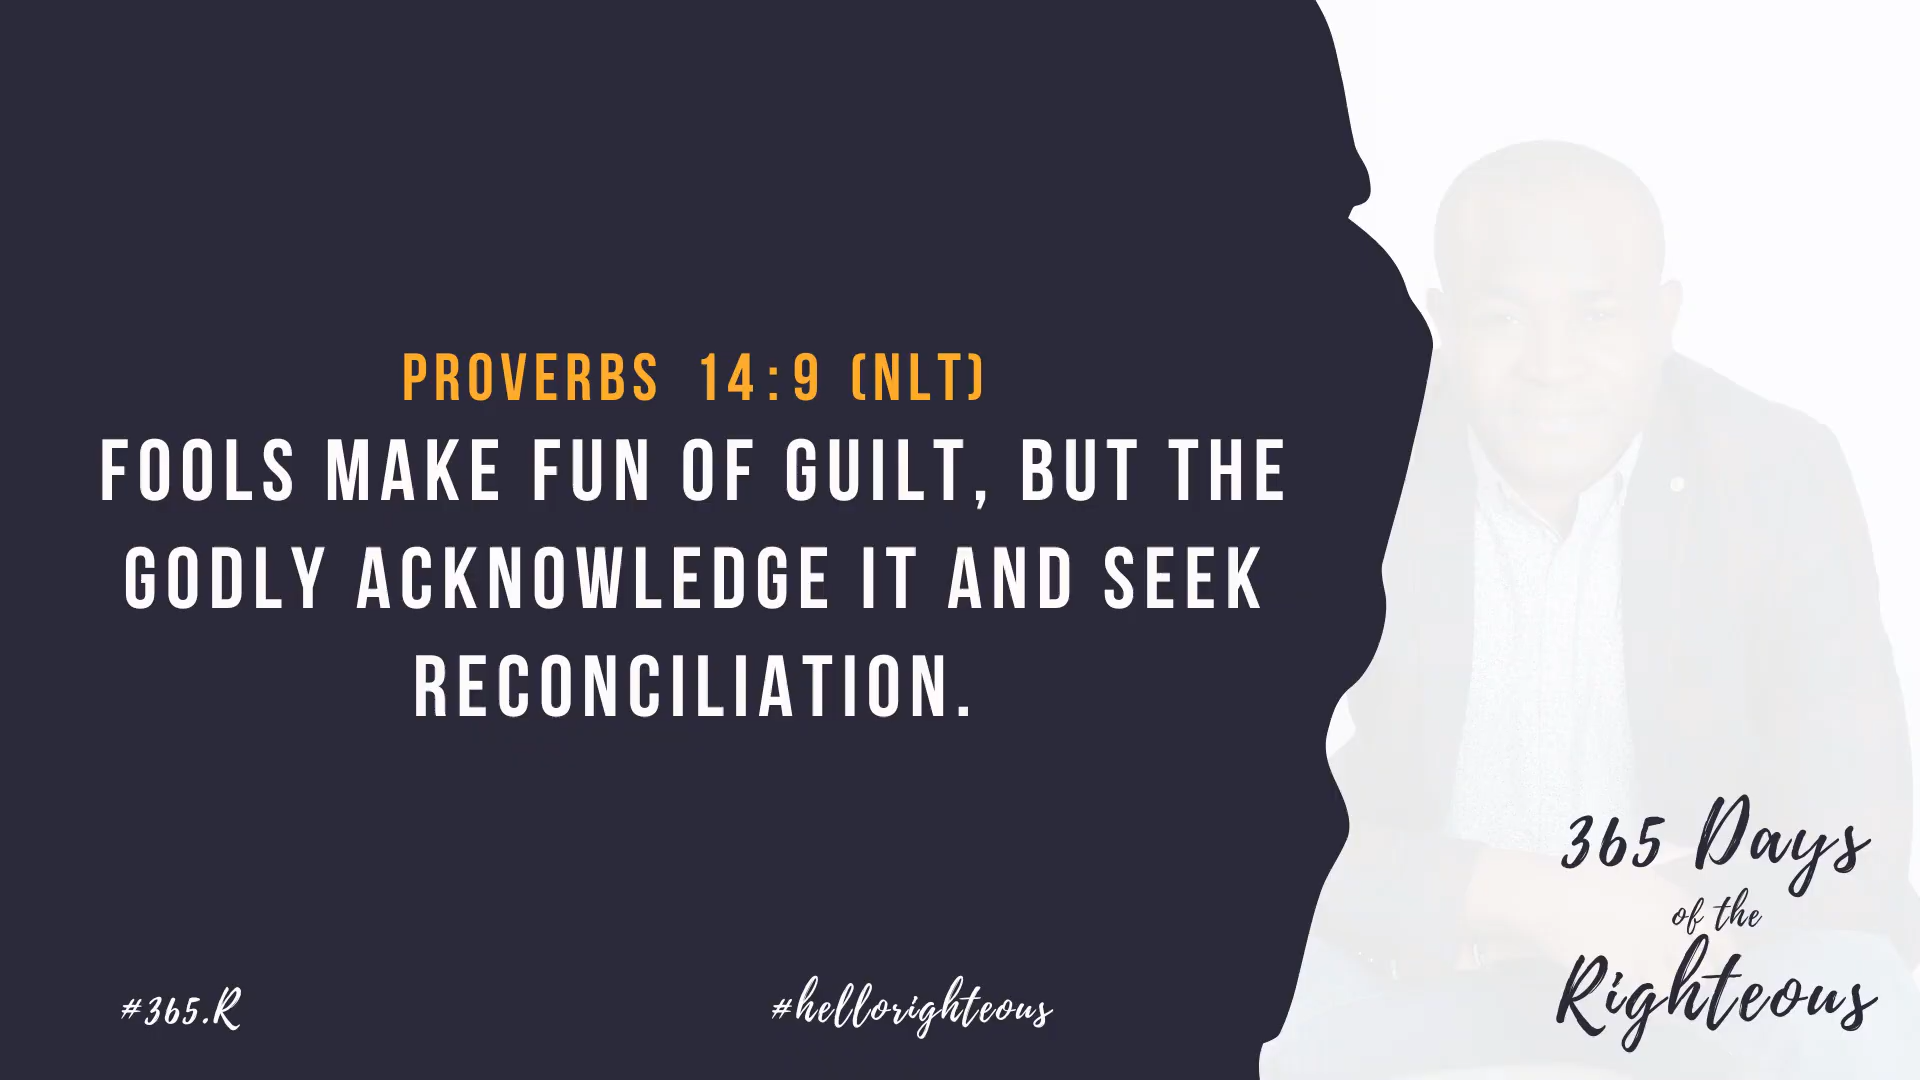 PROVERBS 14:9 (NLT)
FOOLS MAKE FUN OF GUILT, BUT THE
GODLY ACKNOWLEDGE IT AND SEEK
RECONCILIATION.
365 Days
of the
Righteous
#365.R
#hellorighteous